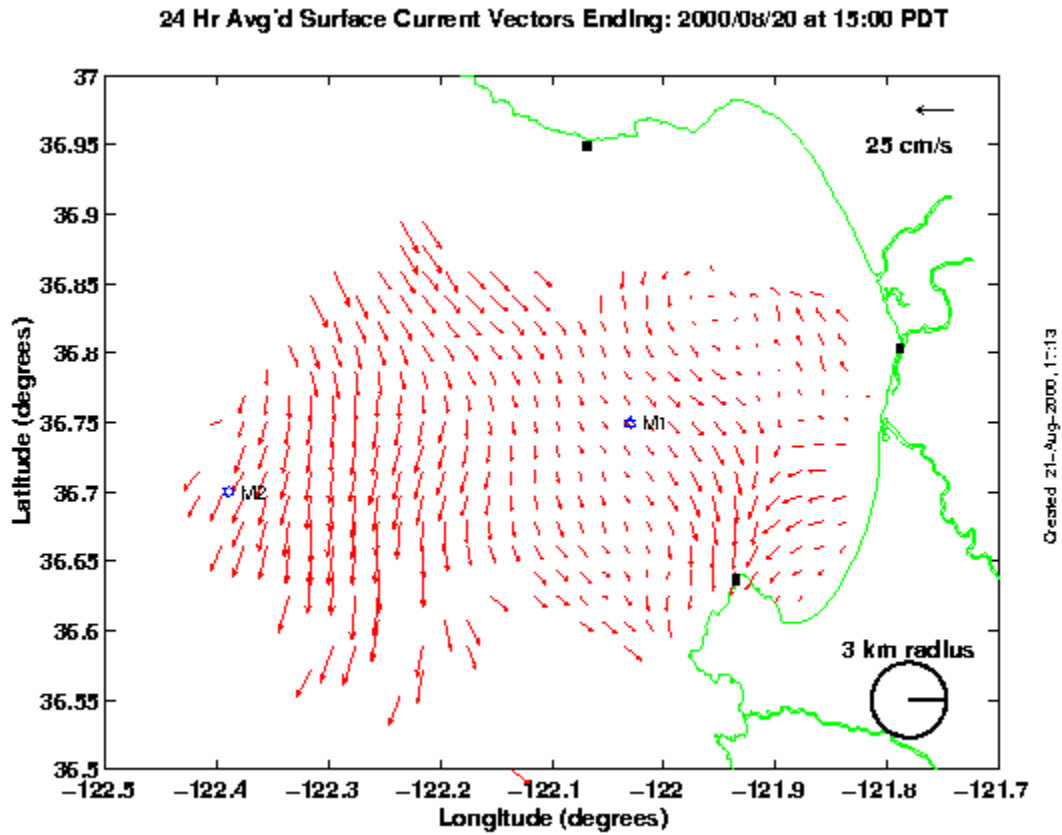 24 Hr Avg'd Surface Current Vectors Ending: 2000/08/20 at 15:00 PDT
37
36.95
36.9
36.85
36.8
36.75
36.7
36.65
36.6
36.55
36.5
Latitude (degrees)
25 cm/s
M1
M2
3 km radius
−122.5
−122.4
−122.3
−122.2
−122.1
−122
−121.9
−121.8
−121.7
Longitude (degrees)
Created 21-Aug-2000,